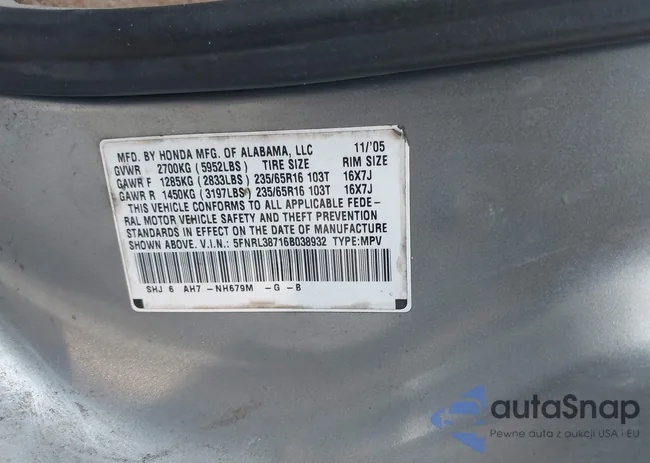 MFD. BY HONDA MFG. OF ALABAMA, LLC 11/'05
GVWR 2700KG (5952LBS) TIRE SIZE RIM SIZE
GAWR F 1285KG (2833LBS) 235/65R16 103T 16X7J
GAWR R 1450KG (3197LBS) 235/65R16 103T 16X7J
THIS VEHICLE CONFORMS TO ALL APPLICABLE FEDE-
RAL MOTOR VEHICLE SAFETY AND THEFT PREVENTION
STANDARDS IN EFFECT ON THE DATE OF MANUFACTURE
SHOWN ABOVE. V.I.N.: 5FNRL38716B038932 TYPE:MPV
SHJ 6 AH7 -NH679M -G -B
autaSnap
Pewne auta z aukcji USA i EU